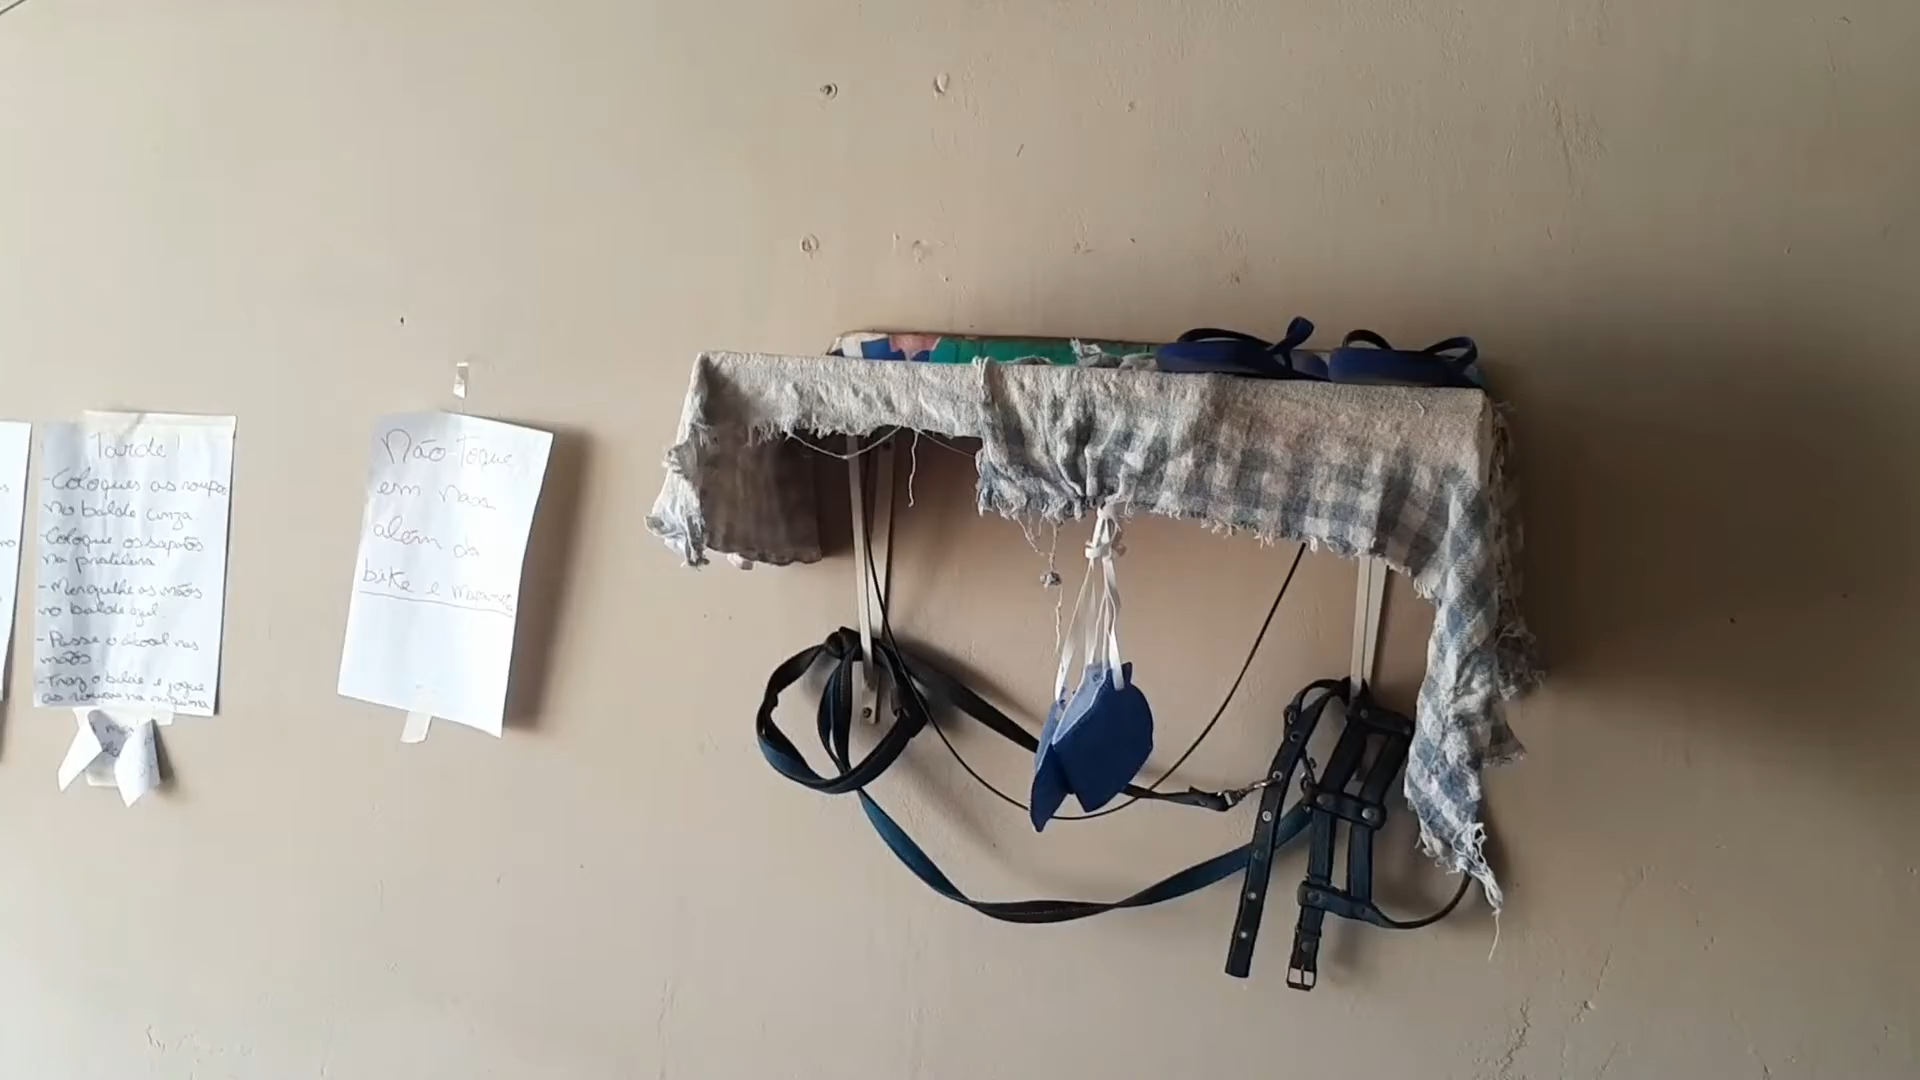 Tarde!
-Coloques as roupas
no balde cinza.
-Coloque os sapatos
na prateleira
-Mergulhe as mãos
no balde azul.
-Passe o álcool nas
mãos.
-Traz o balde e jogue
as roupas na máquina
Não Toque
em nada
além da
bike e